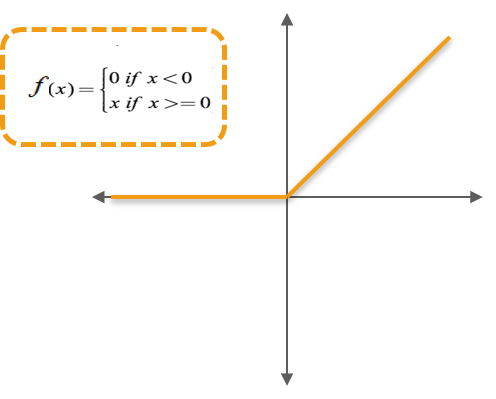 f(x) = { 0 if x < 0
x if x >= 0